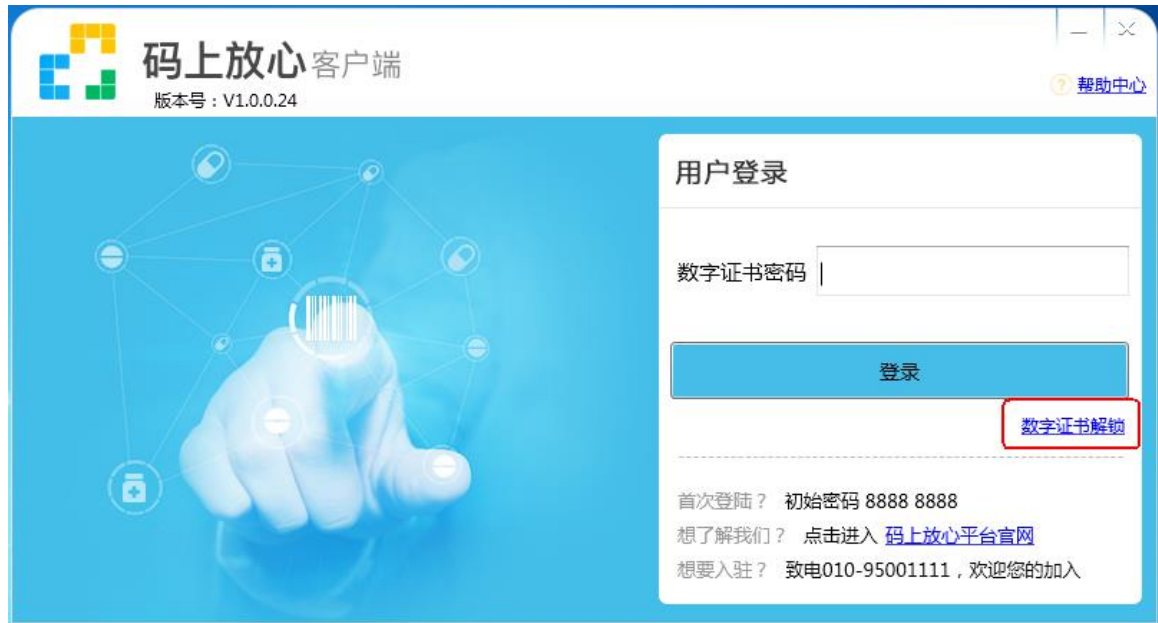 码上放心客户端
版本号：V1.0.0.24
帮助中心
用户登录
数字证书密码
登录
数字证书解锁
首次登陆？ 初始密码 8888 8888
想了解我们？ 点击进入 码上放心平台官网
想要入驻？ 致电010-95001111，欢迎您的加入